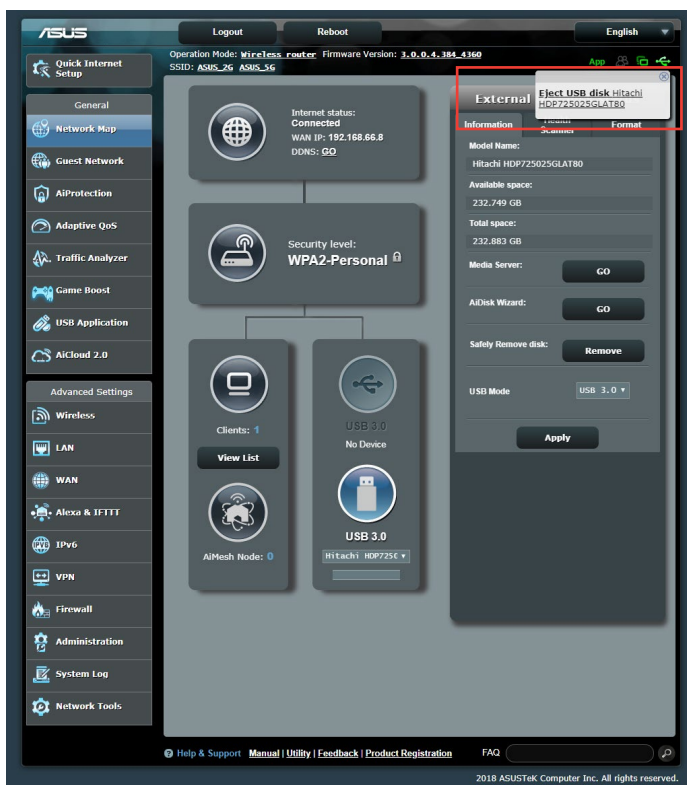 ASUS
Logout
Reboot
English
Quick Internet
Setup
Operation Mode: Wireless router Firmware Version: 3.0.0.4.384_4360
SSID: ASUS_2G ASUS_5G
App
General
Network Map
Guest Network
AiProtection
Adaptive QoS
Traffic Analyzer
Game Boost
USB Application
AiCloud 2.0
Advanced Settings
Wireless
LAN
WAN
Alexa & IFTTT
IPv6
VPN
Firewall
Administration
System Log
Network Tools
Internet status:
Connected
WAN IP: 192.168.66.8
DDNS: GO
Security level:
WPA2-Personal
Clients: 1
View List
AiMesh Node: 0
USB 3.0
No Device
USB 3.0
Hitachi HDP725
External
Eject USB disk Hitachi
HDP725025GLAT80
Information
Health
Scanner
Format
Model Name:
Hitachi HDP725025GLAT80
Available space:
232.749 GB
Total space:
232.883 GB
Media Server:
GO
AiDisk Wizard:
GO
Safely Remove disk:
Remove
USB Mode
USB 3.0
Apply
Help & Support Manual | Utility | Feedback | Product Registration
FAQ
2018 ASUSTeK Computer Inc. All rights reserved.